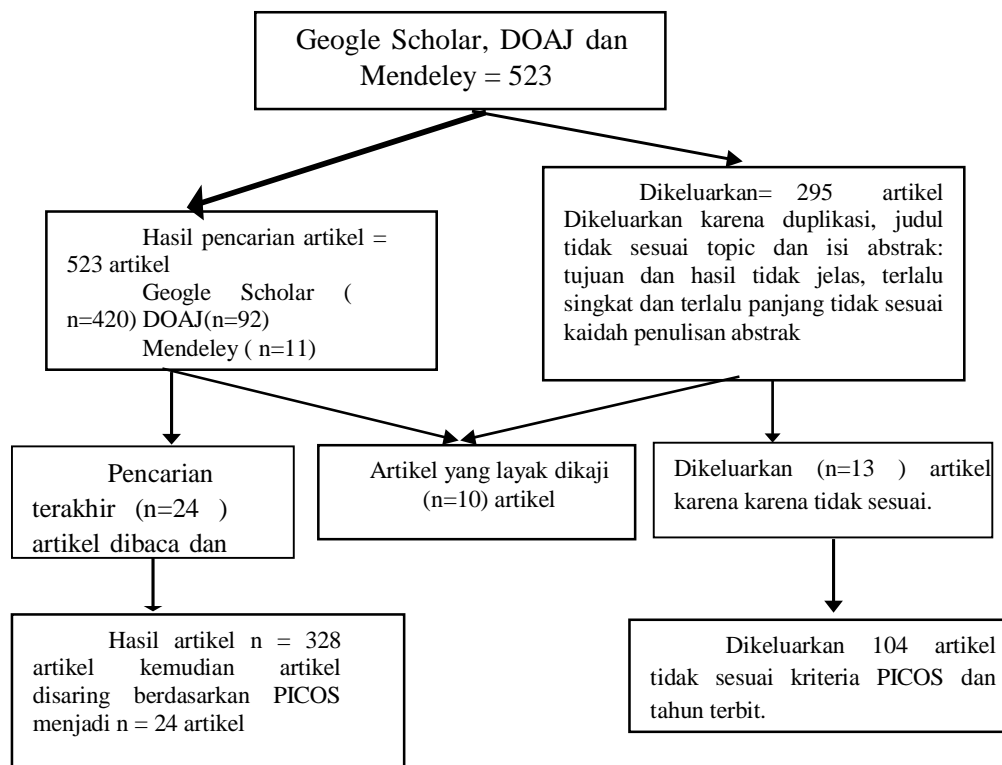 Geogle Scholar, DOAJ dan
Mendeley = 523
Hasil pencarian artikel =
523 artikel
Geogle Scholar (
n=420) DOAJ(n=92)
Mendeley ( n=11)
Dikeluarkan= 295 artikel
Dikeluarkan karena duplikasi, judul
tidak sesuai topic dan isi abstrak:
tujuan dan hasil tidak jelas, terlalu
singkat dan terlalu panjang tidak sesuai
kaidah penulisan abstrak
Pencarian
terakhir (n=24 )
artikel dibaca dan
Artikel yang layak dikaji
(n=10) artikel
Dikeluarkan (n=13 ) artikel
karena karena tidak sesuai.
Hasil artikel n = 328
artikel kemudian artikel
disaring berdasarkan PICOS
menjadi n = 24 artikel
Dikeluarkan 104 artikel
tidak sesuai kriteria PICOS dan
tahun terbit.